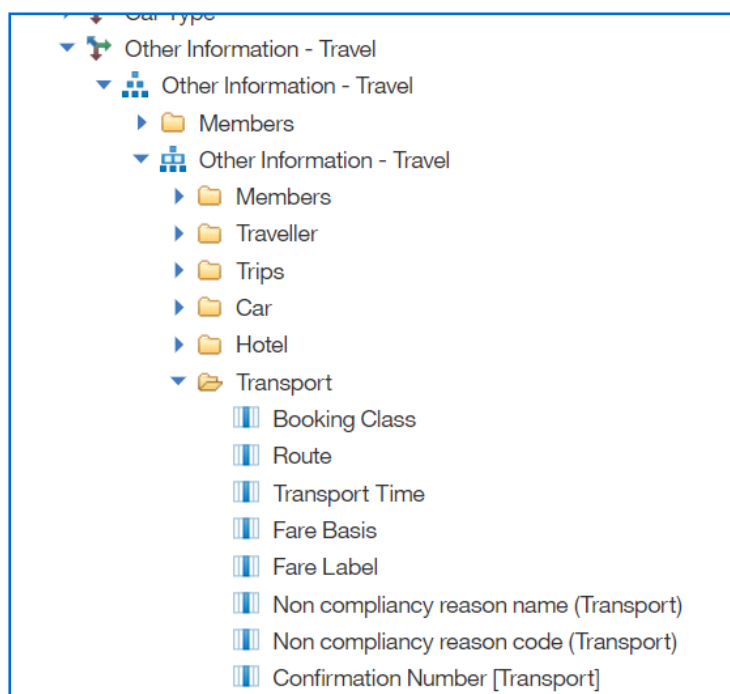 Car Type
Other Information - Travel
Other Information - Travel
Members
Other Information - Travel
Members
Traveller
Trips
Car
Hotel
Transport
Booking Class
Route
Transport Time
Fare Basis
Fare Label
Non compliancy reason name (Transport)
Non compliancy reason code (Transport)
Confirmation Number [Transport]